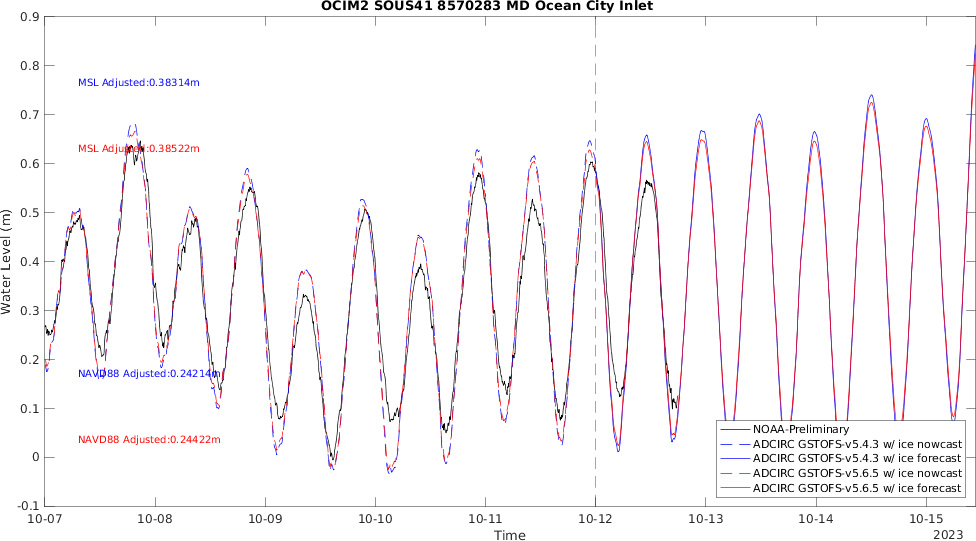 OCIM2 SOUS41 8570283 MD Ocean City Inlet
0.9
0.8
0.7
0.6
0.5
0.4
0.3
0.2
0.1
0
-0.1
Water Level (m)
MSL Adjusted:0.38314m
MSL Adjusted:0.38522m
NAVD88 Adjusted:0.24214m
NAVD88 Adjusted:0.24422m
NOAA-Preliminary
ADCIRC GSTOFS-v5.4.3 w/ ice nowcast
ADCIRC GSTOFS-v5.4.3 w/ ice forecast
ADCIRC GSTOFS-v5.6.5 w/ ice nowcast
ADCIRC GSTOFS-v5.6.5 w/ ice forecast
10-07 10-08 10-09 10-10 10-11 10-12 10-13 10-14 10-15
Time
2023